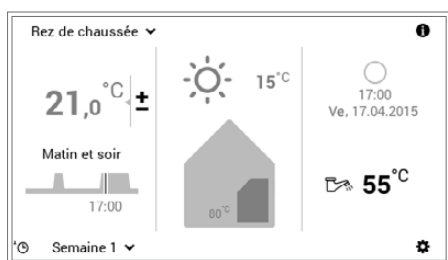 Rez de chaussée
21,0 °C ±
15°C
17:00
Ve, 17.04.2015
Matin et soir
17:00
80°C
55°C
Semaine 1